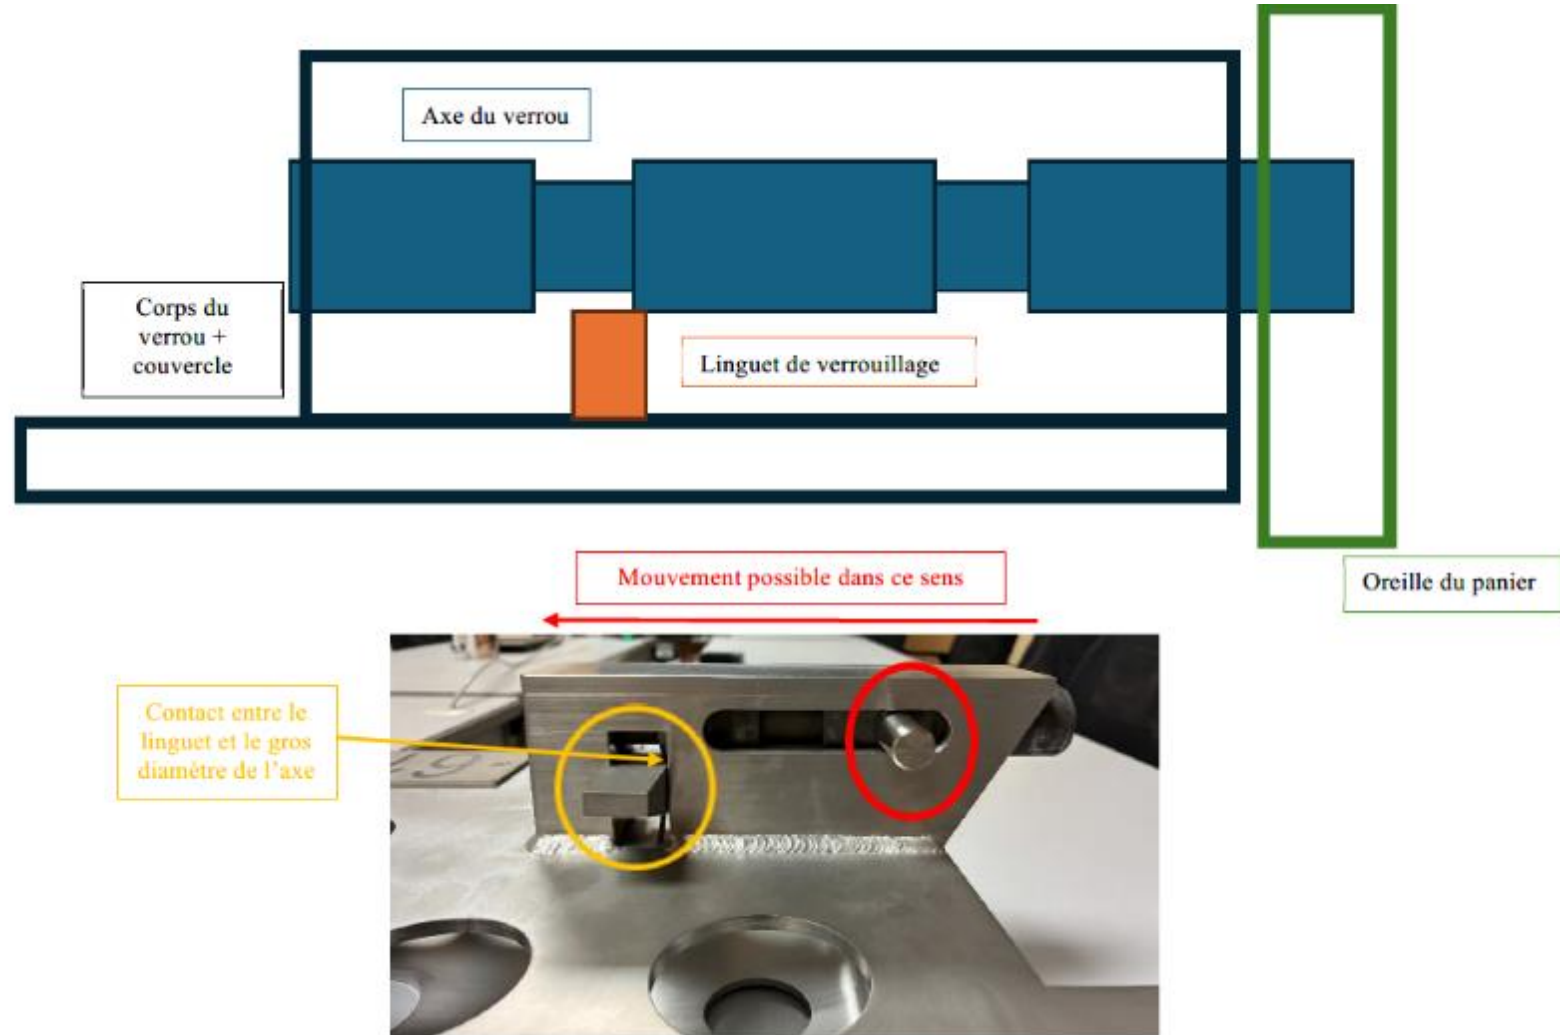 Axe du verrou
Corps du
verrou +
couvercle
Linguet de verrouillage
Mouvement possible dans ce sens
Oreille du panier
Contact entre le
linguet et le gros
diamètre de l'axe